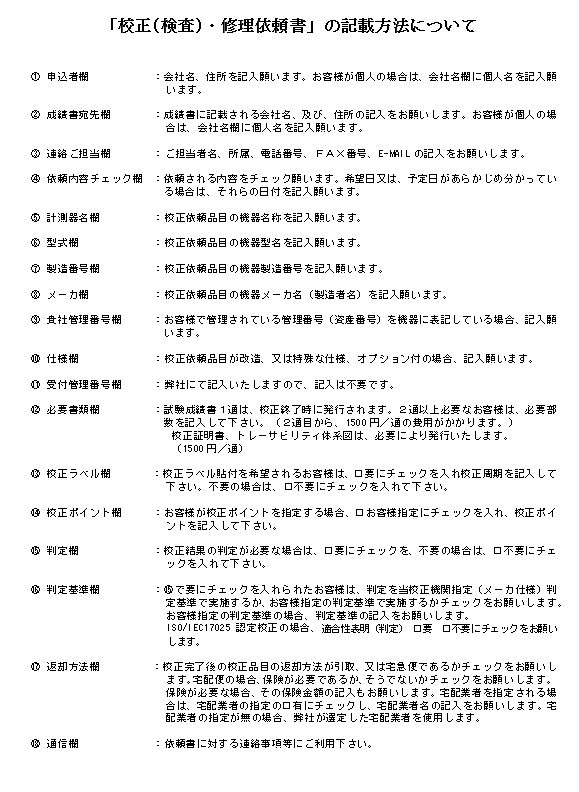 「校正(検査)・修理依頼書」の記載方法について
① 申込者欄 :会社名、住所を記入願います。お客様が個人の場合は、会社名欄に個人名を記入願
います。
② 成績書宛先欄 :成績書に記載される会社名、及び、住所の記入をお願いします。お客様が個人の場
合は、会社名欄に個人名を記入願います。
③ 連絡ご担当欄 :ご担当者名、所属、電話番号、FAX番号、E-MAILの記入をお願いします。
④ 依頼内容チェック欄 :依頼される内容をチェック願います。希望日又は、予定日があらかじめ分かってい
る場合は、それらの日付を記入願います。
⑤ 計測器名欄 :校正依頼品目の機器名称を記入願います。
⑥ 型式欄 :校正依頼品目の機器型名を記入願います。
⑦ 製造番号欄 :校正依頼品目の機器製造番号を記入願います。
⑧ メーカ欄 :校正依頼品目の機器メーカ名(製造者名)を記入願います。
⑨ 貴社管理番号欄 :お客様で管理されている管理番号(資産番号)を機器に表記している場合、記入願
います。
⑩ 仕様欄 :校正依頼品目が改造、又は特殊な仕様、オプション付の場合、記入願います。
⑪ 受付管理番号欄 :弊社にて記入いたしますので、記入は不要です。
⑫ 必要書類欄 :試験成績書1通は、校正終了時に発行されます。2通以上必要なお客様は、必要部
数を記入して下さい。(2通目から、1500円/通の費用がかかります。)
校正証明書、トレーサビリティ体系図は、必要により発行いたします。
(1500円/通)
⑬ 校正ラベル欄 :校正ラベル貼付を希望されるお客様は、口要にチェックを入れ校正周期を記入して
下さい。不要の場合は、口不要にチェックを入れて下さい。
⑭ 校正ポイント欄 :お客様が校正ポイントを指定する場合、口お客様指定にチェックを入れ、校正ポイ
ントを記入して下さい。
⑮ 判定欄 :校正結果の判定が必要な場合は、口要にチェックを、不要の場合は、口不要にチェ
ックを入れて下さい。
⑯ 判定基準欄 :⑮で要にチェックを入れられたお客様は、判定を当校正機関指定(メーカ仕様)判
定基準で実施するか、お客様指定の判定基準で実施するかチェックをお願いします。
お客様指定の判定基準の場合、判定基準の記入をお願いします。
ISO/IEC17025 認定校正の場合、適合性表明(判定) 口要 口不要にチェックをお願い
します。
⑰ 返却方法欄 :校正完了後の校正品目の返却方法が引取、又は宅急便であるかチェックをお願いし
ます。宅配便の場合、保険が必要であるか、そうでないかチェックをお願いします。
保険が必要な場合、その保険金額の記入もお願いします。宅配業者を指定される場
合は、宅配業者の指定の口有にチェックし、宅配業者名の記入をお願いします。宅
配業者の指定が無の場合、弊社が選定した宅配業者を使用します。
⑱ 通信欄 :依頼書に対する連絡事項等にご利用下さい。